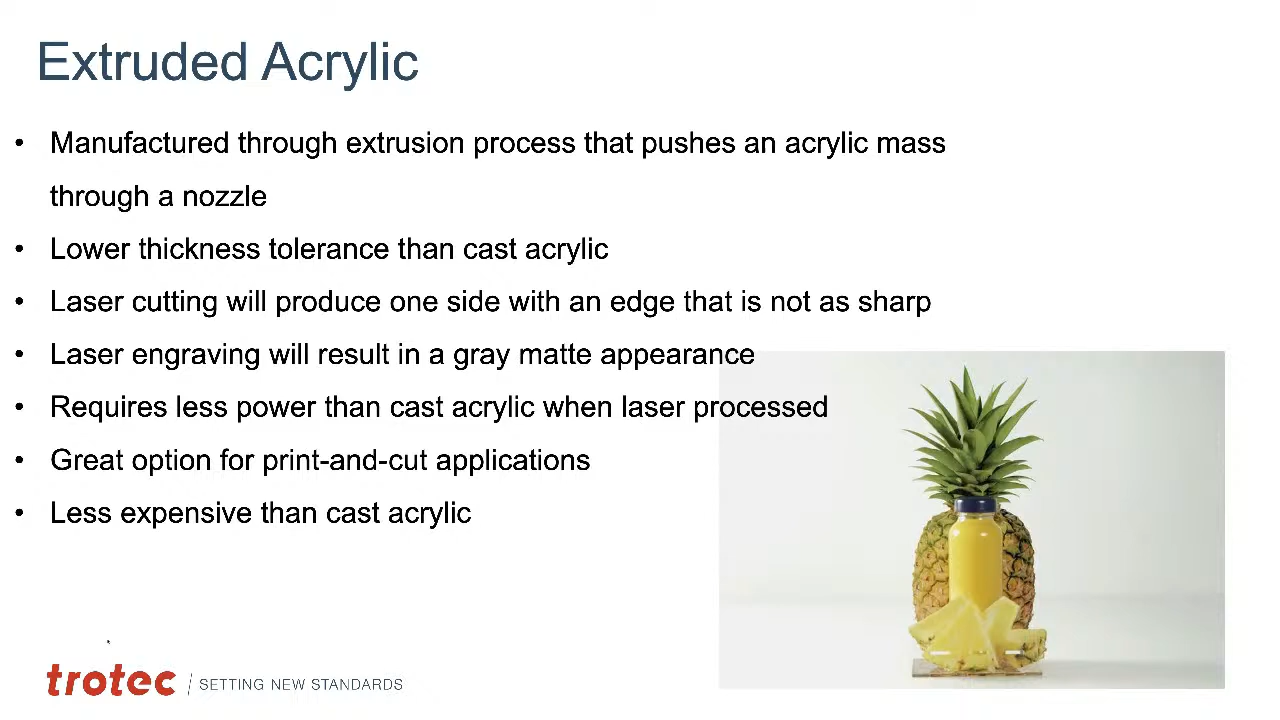 Extruded Acrylic
• Manufactured through extrusion process that pushes an acrylic mass
through a nozzle
• Lower thickness tolerance than cast acrylic
• Laser cutting will produce one side with an edge that is not as sharp
• Laser engraving will result in a gray matte appearance
• Requires less power than cast acrylic when laser processed
• Great option for print-and-cut applications
• Less expensive than cast acrylic
*
trotec / SETTING NEW STANDARDS